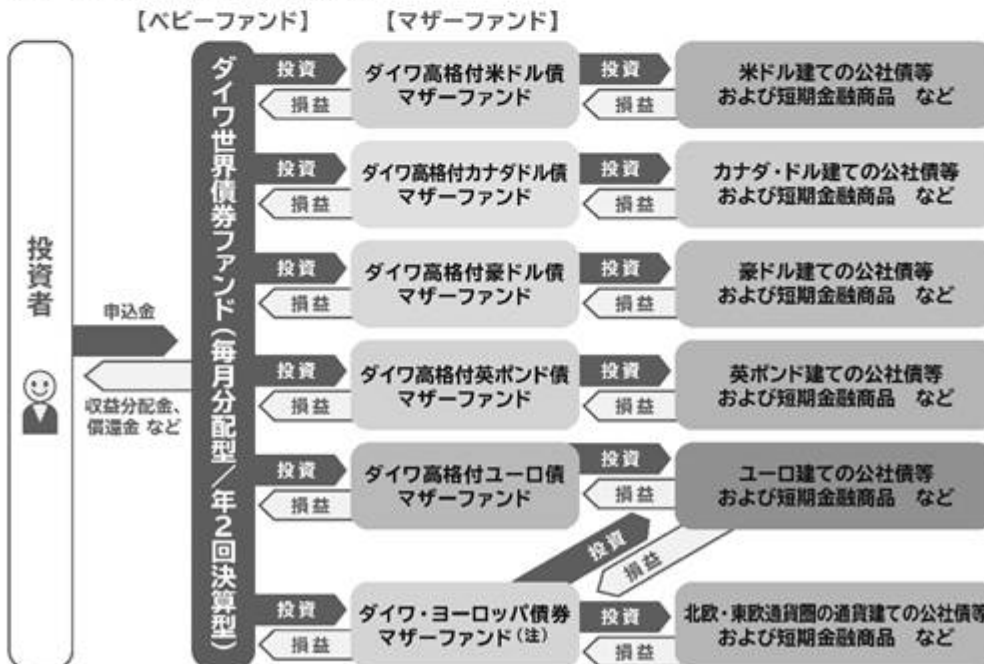 【ベビーファンド】
【マザーファンド】
投資者
申込金
収益分配金、
償還金 など
ダイワ世界債券ファンド(毎月分配型/年2回決算型)
投資
損益
ダイワ高格付米ドル債
マザーファンド
投資
損益
米ドル建ての公社債等
および短期金融商品 など
投資
損益
ダイワ高格付カナダドル債
マザーファンド
投資
損益
カナダ・ドル建ての公社債等
および短期金融商品 など
投資
損益
ダイワ高格付豪ドル債
マザーファンド
投資
損益
豪ドル建ての公社債等
および短期金融商品 など
投資
損益
ダイワ高格付英ポンド債
マザーファンド
投資
損益
英ポンド建ての公社債等
および短期金融商品 など
投資
損益
ダイワ高格付ユーロ債
マザーファンド
投資
損益
ユーロ建ての公社債等
および短期金融商品 など
投資
損益
投資
損益
ダイワ・ヨーロッパ債券
マザーファンド(注)
投資
損益
北欧・東欧通貨圏の通貨建ての公社債等
および短期金融商品 など